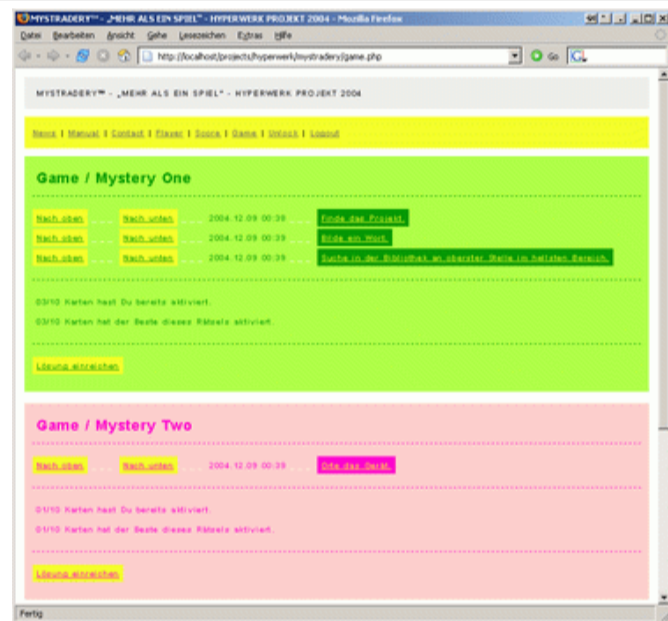 MYSTRADERY™ - „MEHR ALS EIN SPIEL" - HYPERWERK PROJEKT 2004 - Mozilla Firefox
Datei Bearbeiten Ansicht Gehe Lesezeichen Extras Hilfe
http://localhost/projects/hyperwerk/mystradery/game.php Go
MYSTRADERY™ - „MEHR ALS EIN SPIEL" - HYPERWERK PROJEKT 2004
News | Manual | Contact | Player | Score | Game | Unlock | Logout
Game / Mystery One
Nach oben Nach unten 2004.12.09 00:39 Finde das Projekt.
Nach oben Nach unten 2004.12.09 00:39 Bilde ein Wort.
Nach oben Nach unten 2004.12.09 00:39 Suche in der Bibliothek an oberster Stelle im hellsten Bereich.
03/10 Karten hast Du bereits aktiviert.
03/10 Karten hat der Beste dieses Rätsels aktiviert.
Lösung einreichen
Game / Mystery Two
Nach oben Nach unten 2004.12.09 00:39 Orte das Gerät.
01/10 Karten hast Du bereits aktiviert.
01/10 Karten hat der Beste dieses Rätsels aktiviert.
Lösung einreichen
Fertig